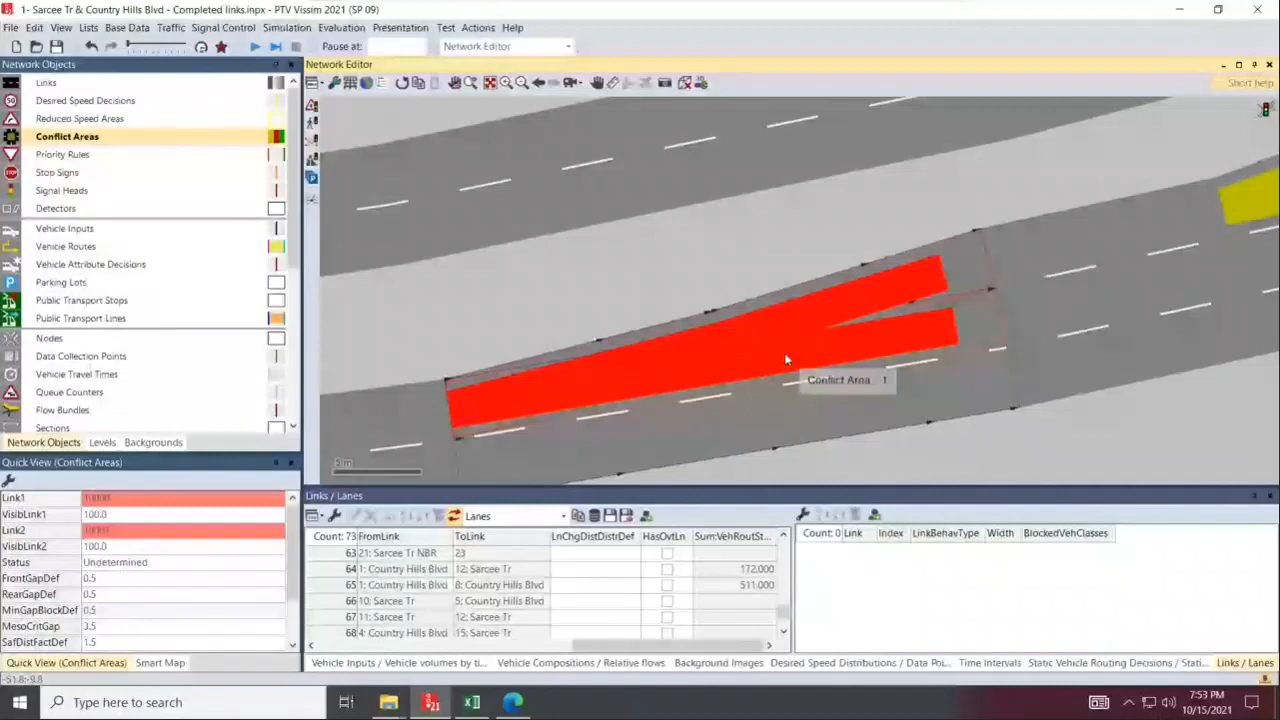 1- Sarcee Tr & Country Hills Blvd - Completed links.inpx - PTV Vissim (SP 09)
File Edit View Lists Base Data Traffic Signal Control Simulation Evaluation Presentation Test Actions Help
Pause at: Network Editor
Network Objects
Network Editor
Short help
Links
Desired Speed Decisions
Reduced Speed Areas
Conflict Areas
Priority Rules
Stop Signs
Signal Heads
Detectors
Vehicle Inputs
Vehicle Routes
Vehicle Attribute Decisions
Parking Lots
Public Transport Stops
Public Transport Lines
Nodes
Data Collection Points
Vehicle Travel Times
Queue Counters
Flow Bundles
Sections
Network Objects Levels Backgrounds
Conflict Area 1
5 m
Quick View (Conflict Areas)
Link1
VisibLink1 100.0
Link2
VisibLink2 100.0
Status Undetermined
FrontGapDef 0.5
RearGapDef 0.5
MinGapBlockDef 0.5
MesoCritGap 3.5
SafDistFactDef 1.5
Quick View (Conflict Areas) Smart Map
Links / Lanes
Lanes
Count: 73 FromLink ToLink LnChgDistDistrDef HasOvtLn Sum:VehRoutSt...
63 21: Sarcee Tr NBR 23
64 1: Country Hills Blvd 12: Sarcee Tr 172.000
65 1: Country Hills Blvd 8: Country Hills Blvd 511.000
66 10: Sarcee Tr 5: Country Hills Blvd
67 11: Sarcee Tr 12: Sarcee Tr
68 4: Country Hills Blvd 15: Sarcee Tr
Count: 0 Link Index LinkBehavType Width BlockedVehClasses
Vehicle Inputs / Vehicle volumes by ti... Vehicle Compositions / Relative flows Background Images Desired Speed Distributions / Data Poi... Time Intervals Static Vehicle Routing Decisions / Stati... Links / Lanes
-51.8:-9.8
Type here to search
21
7:53 PM
10/15/2021